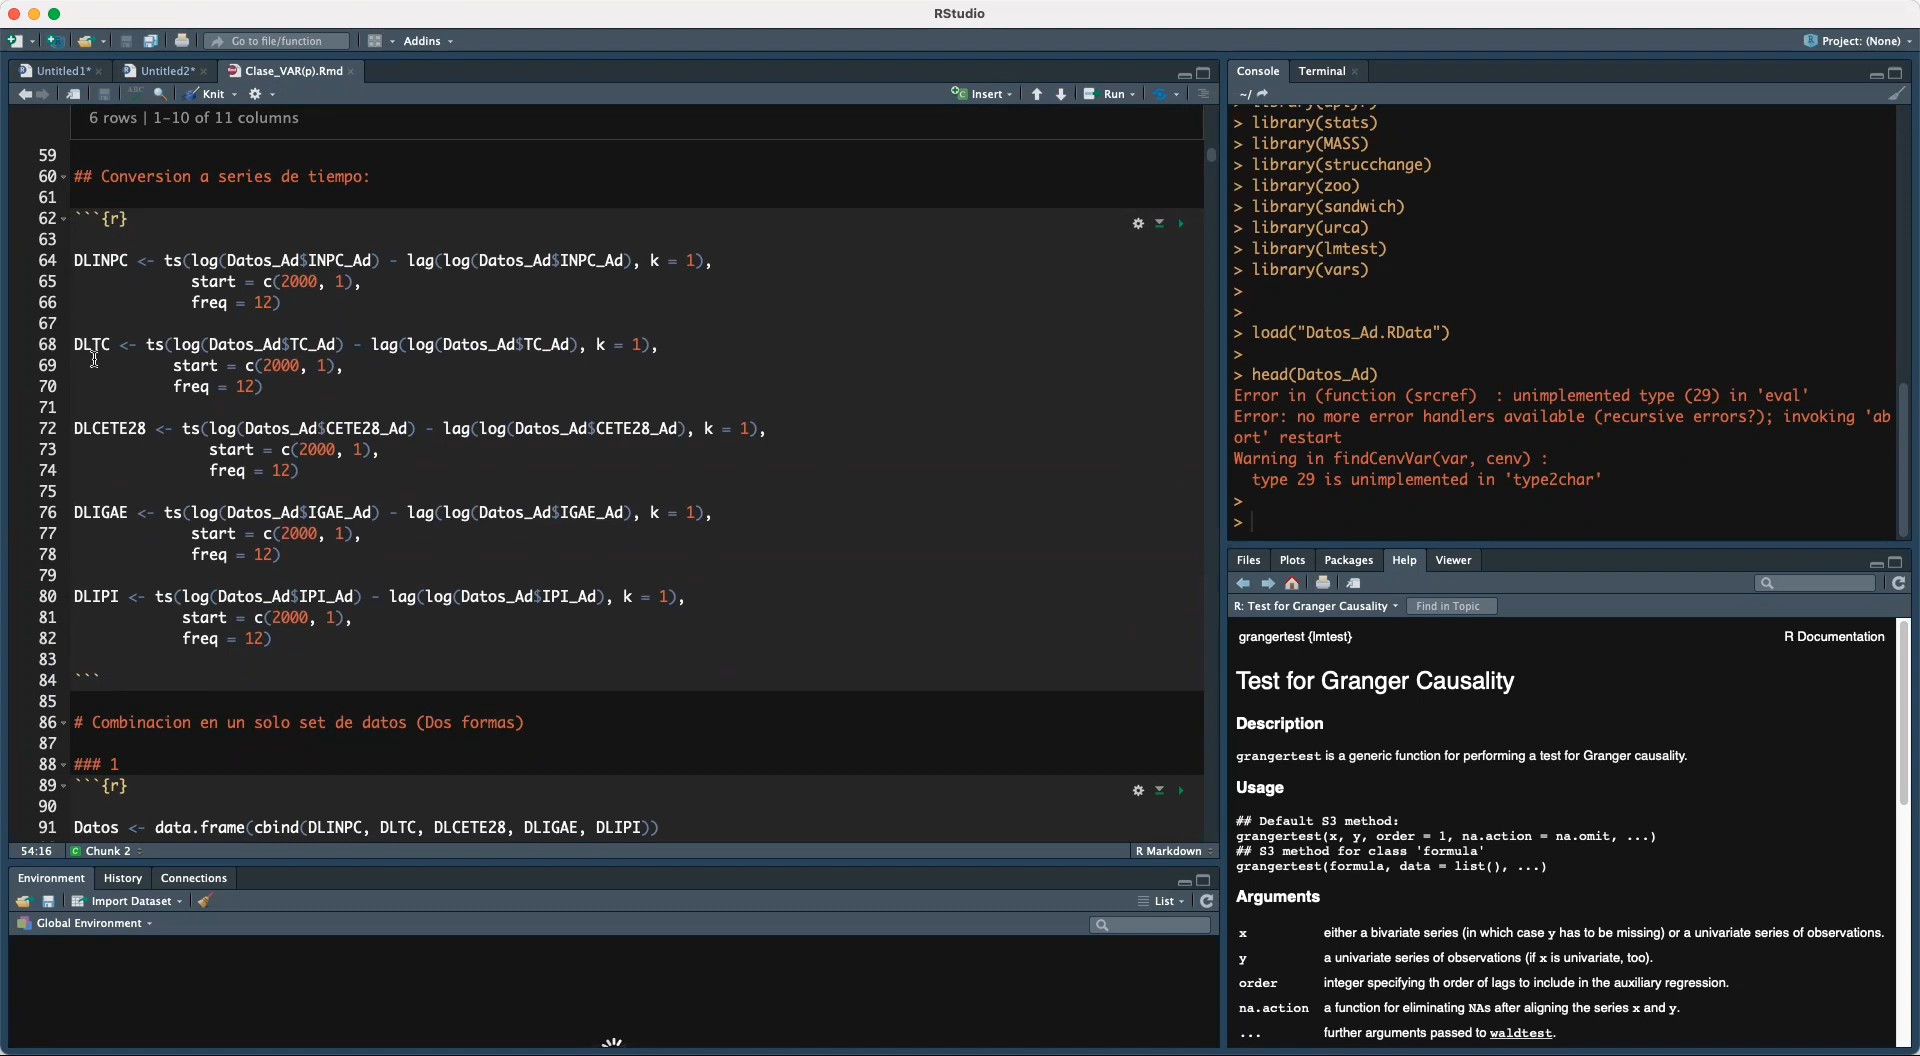 RStudio
Go to file/function
Addins
Project: (None)
Untitled1*
Untitled2*
Clase_VAR(p).Rmd
ABC
Knit
Insert
Run
6 rows | 1-10 of 11 columns
59
60 ## Conversion a series de tiempo:
61
62 ```{r}
63
64 DLINPC <- ts(log(Datos_Ad$INPC_Ad) - lag(log(Datos_Ad$INPC_Ad), k = 1),
65 start = c(2000, 1),
66 freq = 12)
67
68 DLTC <- ts(log(Datos_Ad$TC_Ad) - lag(log(Datos_Ad$TC_Ad), k = 1),
69 start = c(2000, 1),
70 freq = 12)
71
72 DLCETE28 <- ts(log(Datos_Ad$CETE28_Ad) - lag(log(Datos_Ad$CETE28_Ad), k = 1),
73 start = c(2000, 1),
74 freq = 12)
75
76 DLIGAE <- ts(log(Datos_Ad$IGAE_Ad) - lag(log(Datos_Ad$IGAE_Ad), k = 1),
77 start = c(2000, 1),
78 freq = 12)
79
80 DLIPI <- ts(log(Datos_Ad$IPI_Ad) - lag(log(Datos_Ad$IPI_Ad), k = 1),
81 start = c(2000, 1),
82 freq = 12)
83
84 ```
85
86 # Combinacion en un solo set de datos (Dos formas)
87
88 ### 1
89 ```{r}
90
91 Datos <- data.frame(cbind(DLINPC, DLTC, DLCETE28, DLIGAE, DLIPI))
54:16
Chunk 2
R Markdown
Environment
History
Connections
Import Dataset
List
Global Environment
Console
Terminal
~/
> library(stats)
> library(MASS)
> library(strucchange)
> library(zoo)
> library(sandwich)
> library(urca)
> library(lmtest)
> library(vars)
>
>
> load("Datos_Ad.RData")
>
> head(Datos_Ad)
Error in (function (srcref)  : unimplemented type (29) in 'eval'
Error: no more error handlers available (recursive errors?); invoking 'ab
ort' restart
Warning in findCenvVar(var, cenv) :
type 29 is unimplemented in 'type2char'
>
>
Files
Plots
Packages
Help
Viewer
R: Test for Granger Causality
Find in Topic
grangertest {lmtest}
R Documentation
Test for Granger Causality
Description
grangertest is a generic function for performing a test for Granger causality.
Usage
## Default S3 method:
grangertest(x, y, order = 1, na.action = na.omit, ...)
## S3 method for class 'formula'
grangertest(formula, data = list(), ...)
Arguments
x either a bivariate series (in which case y has to be missing) or a univariate series of observations.
y a univariate series of observations (if x is univariate, too).
order integer specifying th order of lags to include in the auxiliary regression.
na.action a function for eliminating NAs after aligning the series x and y.
... further arguments passed to waldtest.